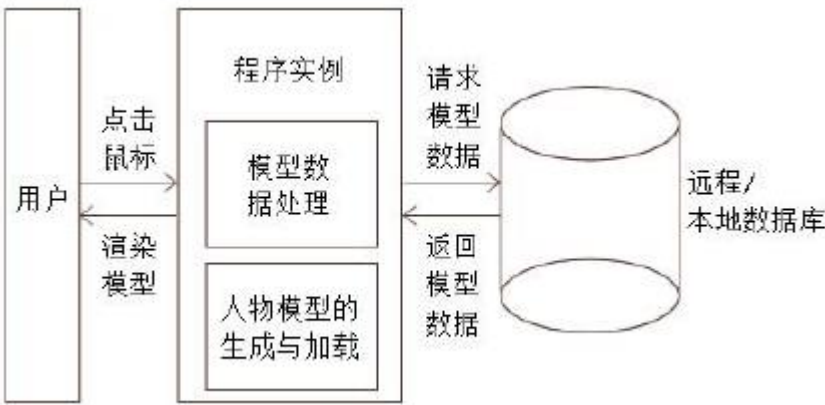 用户
点击
鼠标
渲染
模型
程序实例
模型数
据处理
人物模型的
生成与加载
请求
模型
数据
返回
模型
数据
远程/
本地数据库